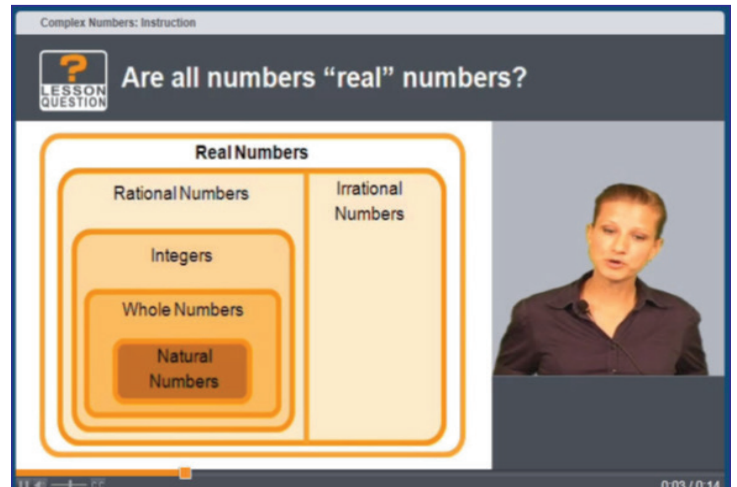 Complex Numbers: Instruction
?
LESSON
QUESTION
Are all numbers “real” numbers?
Real Numbers
Rational Numbers
Irrational
Numbers
Integers
Whole Numbers
Natural
Numbers
0:03 / 0:14